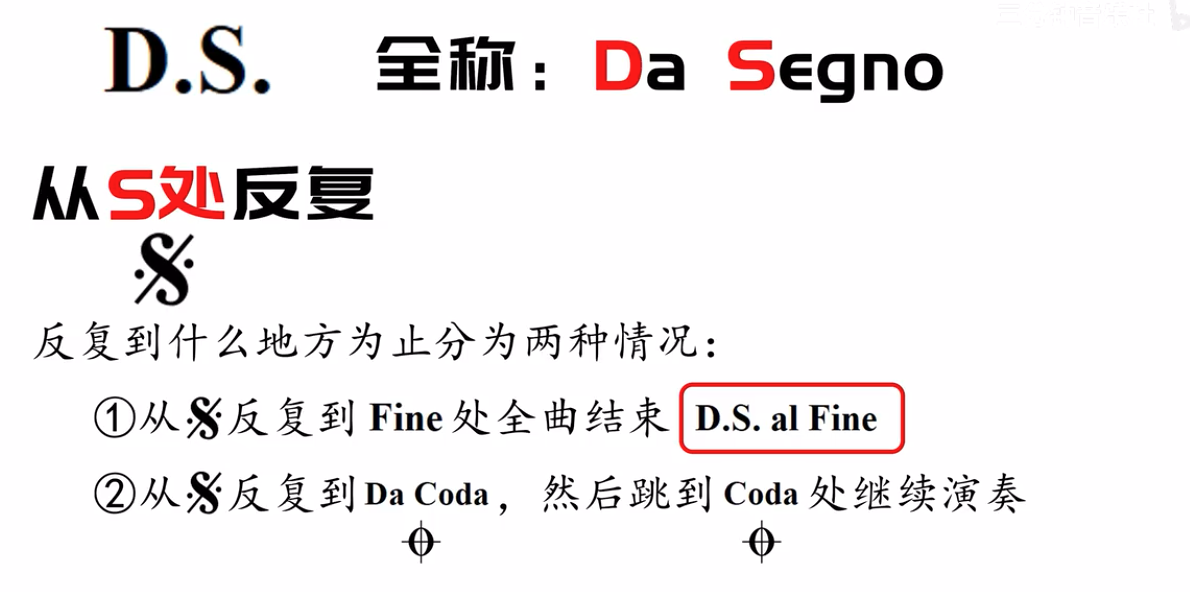 D.S. 全称：Da Segno
从S处反复
𝄋
反复到什么地方为止分为两种情况：
①从𝄋反复到 Fine 处全曲结束 D.S. al Fine
②从𝄋反复到 Da Coda ，然后跳到 Coda 处继续演奏
𝄌 𝄌